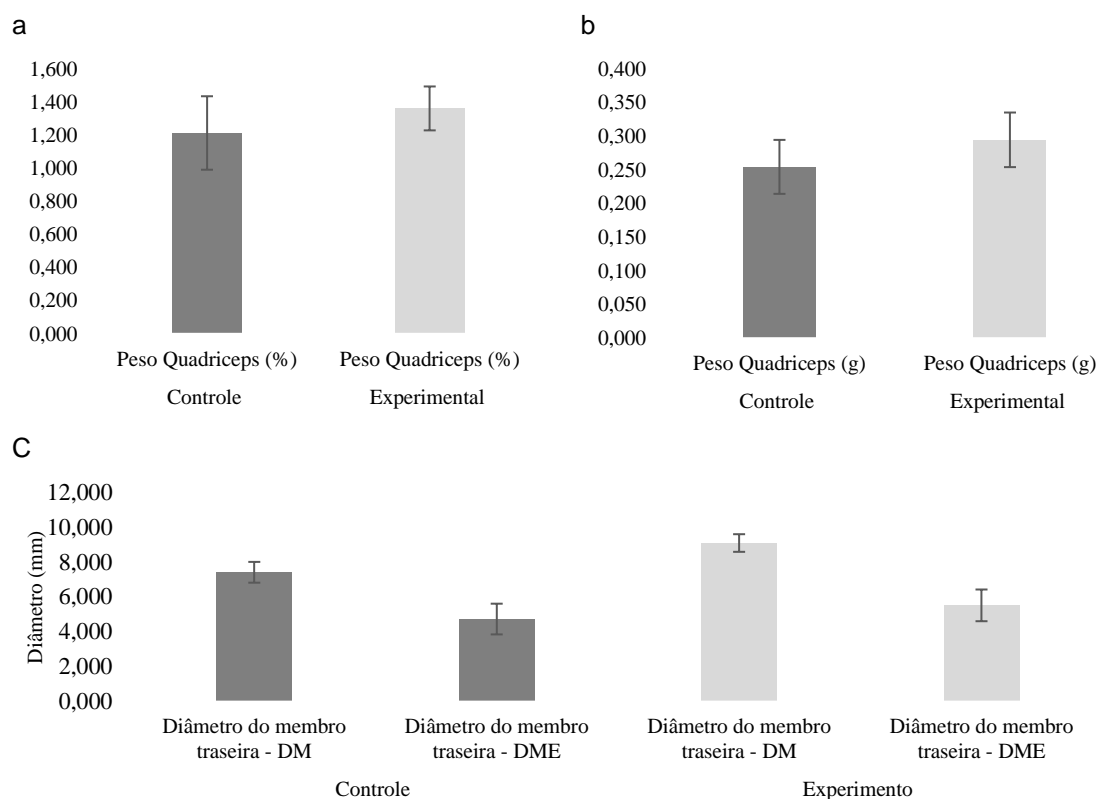 a
1,600
1,400
1,200
1,000
0,800
0,600
0,400
0,200
0,000
Peso Quadriceps (%)
Peso Quadriceps (%)
Controle
Experimental
b
0,400
0,350
0,300
0,250
0,200
0,150
0,100
0,050
0,000
Peso Quadriceps (g)
Peso Quadriceps (g)
Controle
Experimental
C
Diâmetro (mm)
12,000
10,000
8,000
6,000
4,000
2,000
0,000
Diâmetro do membro
traseira - DM
Diâmetro do membro
traseira - DME
Diâmetro do membro
traseira - DM
Diâmetro do membro
traseira - DME
Controle
Experimento